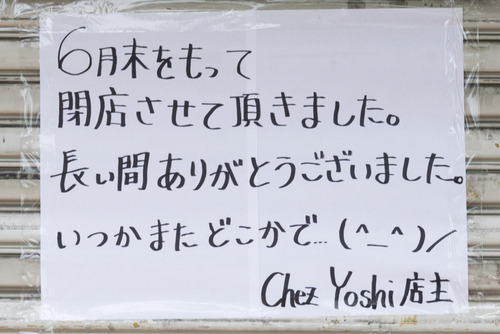 6月末をもって
閉店させて頂きました。
長い間ありがとうございました。
いつかまたどこかで…(^_^)/
Chez Yoshi 店主